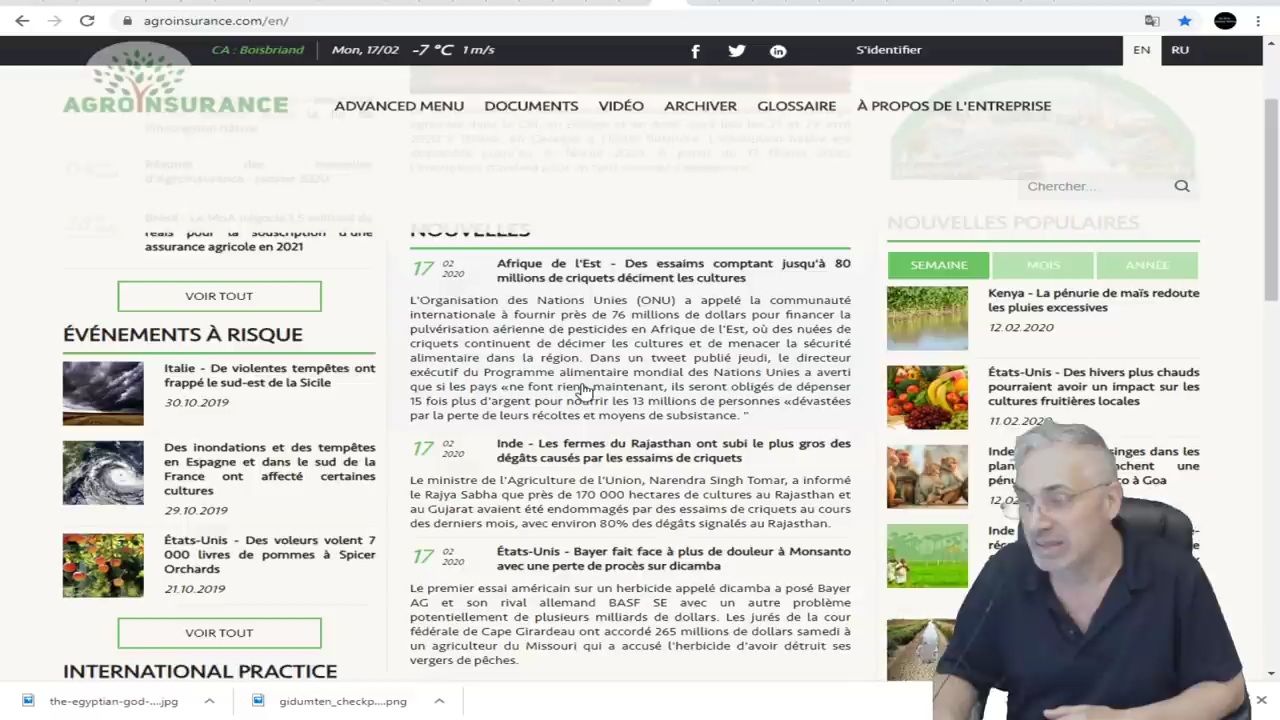 agroinsurance.com/en/
CA : Boisbriand
Mon, 17/02
-7 °C
1 m/s
S'identifier
EN
RU
AGROINSURANCE
ADVANCED MENU
DOCUMENTS
VIDÉO
ARCHIVER
GLOSSAIRE
À PROPOS DE L'ENTREPRISE
Chercher...
reais pour la souscription d'une
assurance agricole en 2021
VOIR TOUT
ÉVÉNEMENTS À RISQUE
Italie - De violentes tempêtes ont
frappé le sud-est de la Sicile
30.10.2019
Des inondations et des tempêtes
en Espagne et dans le sud de la
France ont affecté certaines
cultures
29.10.2019
États-Unis - Des voleurs volent 7
000 livres de pommes à Spicer
Orchards
21.10.2019
VOIR TOUT
INTERNATIONAL PRACTICE
NOUVELLES
17 02 2020
Afrique de l'Est - Des essaims comptant jusqu'à 80
millions de criquets déciment les cultures
L'Organisation des Nations Unies (ONU) a appelé la communauté
internationale à fournir près de 76 millions de dollars pour financer la
pulvérisation aérienne de pesticides en Afrique de l'Est, où des nuées de
criquets continuent de décimer les cultures et de menacer la sécurité
alimentaire dans la région. Dans un tweet publié jeudi, le directeur
exécutif du Programme alimentaire mondial des Nations Unies a averti
que si les pays «ne font rien maintenant, ils seront obligés de dépenser
15 fois plus d'argent pour nourrir les 13 millions de personnes «dévastées
par la perte de leurs récoltes et moyens de subsistance. "
17 02 2020
Inde - Les fermes du Rajasthan ont subi le plus gros des
dégâts causés par les essaims de criquets
Le ministre de l'Agriculture de l'Union, Narendra Singh Tomar, a informé
le Rajya Sabha que près de 170 000 hectares de cultures au Rajasthan et
au Gujarat avaient été endommagés par des essaims de criquets au cours
des derniers mois, avec environ 80% des dégâts signalés au Rajasthan.
17 02 2020
États-Unis - Bayer fait face à plus de douleur à Monsanto
avec une perte de procès sur dicamba
Le premier essai américain sur un herbicide appelé dicamba a posé Bayer
AG et son rival allemand BASF SE avec un autre problème
potentiellement de plusieurs milliards de dollars. Les jurés de la cour
fédérale de Cape Girardeau ont accordé 265 millions de dollars samedi à
un agriculteur du Missouri qui a accusé l'herbicide d'avoir détruit ses
vergers de pêches.
NOUVELLES POPULAIRES
SEMAINE
MOIS
ANNÉE
Kenya - La pénurie de maïs redoute
les pluies excessives
12.02.2020
États-Unis - Des hivers plus chauds
pourraient avoir un impact sur les
cultures fruitières locales
11.02.2020
singes dans les
une
à Goa
12.0
the-egyptian-god-....jpg
gidumten_checkp....png